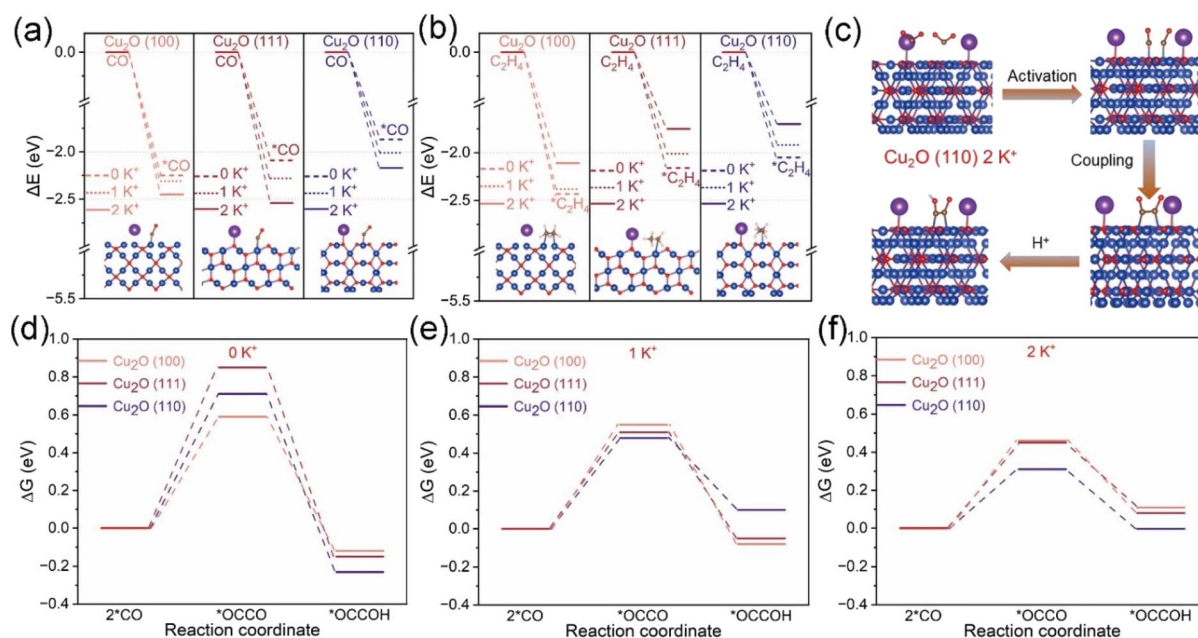 (a)
Cu2O (100)
Cu2O (111)
Cu2O (110)
CO
CO
CO
*CO
*CO
*CO
0 K+
1 K+
2 K+
0 K+
1 K+
2 K+
0 K+
1 K+
2 K+
ΔE (eV)
0.0
−2.0
−2.5
−5.5
(b)
Cu2O (100)
Cu2O (111)
Cu2O (110)
C2H4
C2H4
C2H4
*C2H4
*C2H4
*C2H4
0 K+
1 K+
2 K+
0 K+
1 K+
2 K+
0 K+
1 K+
2 K+
ΔE (eV)
0.0
−2.0
−2.5
−5.5
(c)
Activation
Cu2O (110) 2 K+
Coupling
H+
(d)
0 K+
Cu2O (100)
Cu2O (111)
Cu2O (110)
ΔG (eV)
1.0
0.8
0.6
0.4
0.2
0.0
−0.2
−0.4
2*CO
*OCCO
*OCCOH
Reaction coordinate
(e)
1 K+
Cu2O (100)
Cu2O (111)
Cu2O (110)
ΔG (eV)
1.0
0.8
0.6
0.4
0.2
0.0
−0.2
−0.4
2*CO
*OCCO
*OCCOH
Reaction coordinate
(f)
2 K+
Cu2O (100)
Cu2O (111)
Cu2O (110)
ΔG (eV)
1.0
0.8
0.6
0.4
0.2
0.0
−0.2
−0.4
2*CO
*OCCO
*OCCOH
Reaction coordinate